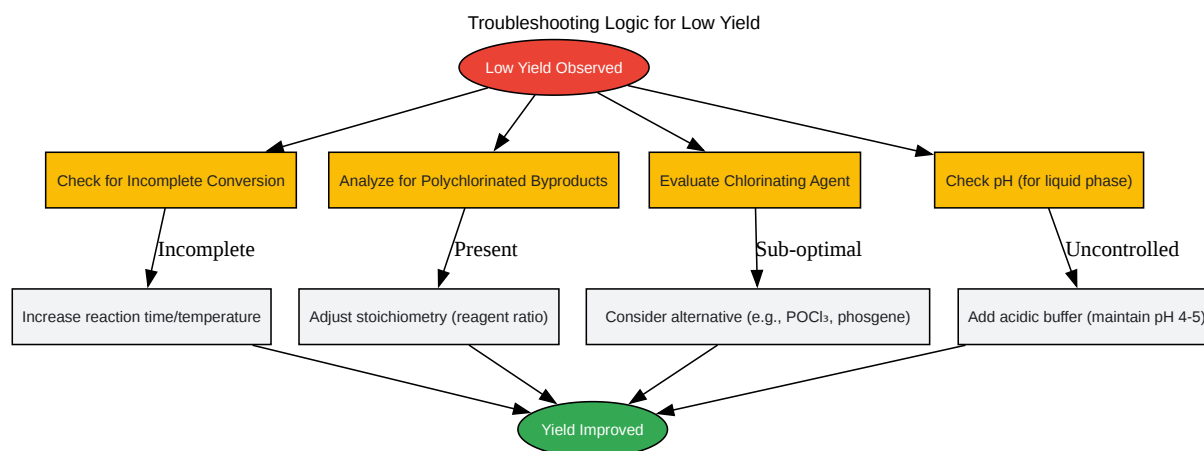 Troubleshooting Logic for Low Yield
Low Yield Observed
Check for Incomplete Conversion
Analyze for Polychlorinated Byproducts
Evaluate Chlorinating Agent
Check pH (for liquid phase)
Incomplete
Present
Sub-optimal
Uncontrolled
Increase reaction time/temperature
Adjust stoichiometry (reagent ratio)
Consider alternative (e.g., POCl₃, phosgene)
Add acidic buffer (maintain pH 4-5)
Yield Improved